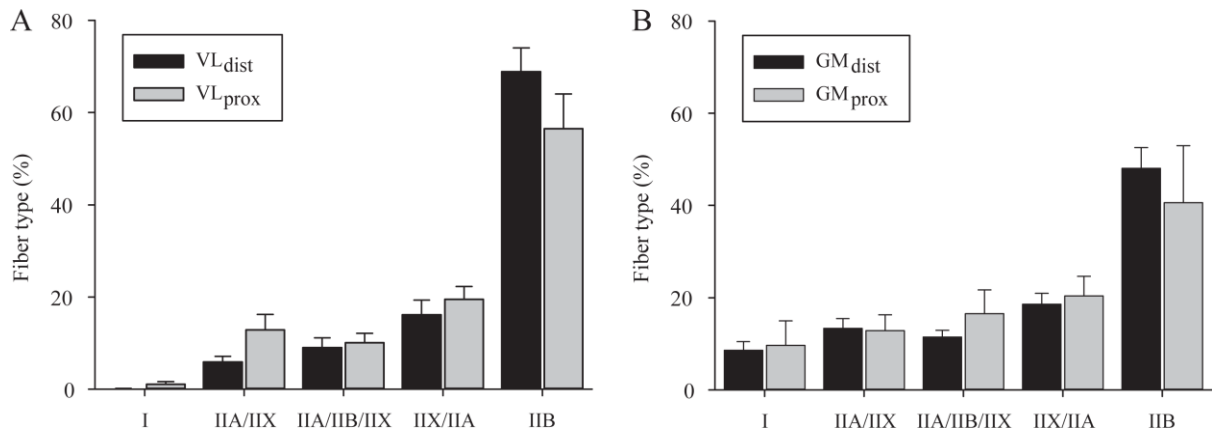 A
Fiber type (%)
80
60
40
20
0
VLdist
VLprox
I IIA/IIX IIA/IIB/IIX IIX/IIA IIB
B
Fiber type (%)
80
60
40
20
0
GMdist
GMprox
I IIA/IIX IIA/IIB/IIX IIX/IIA IIB